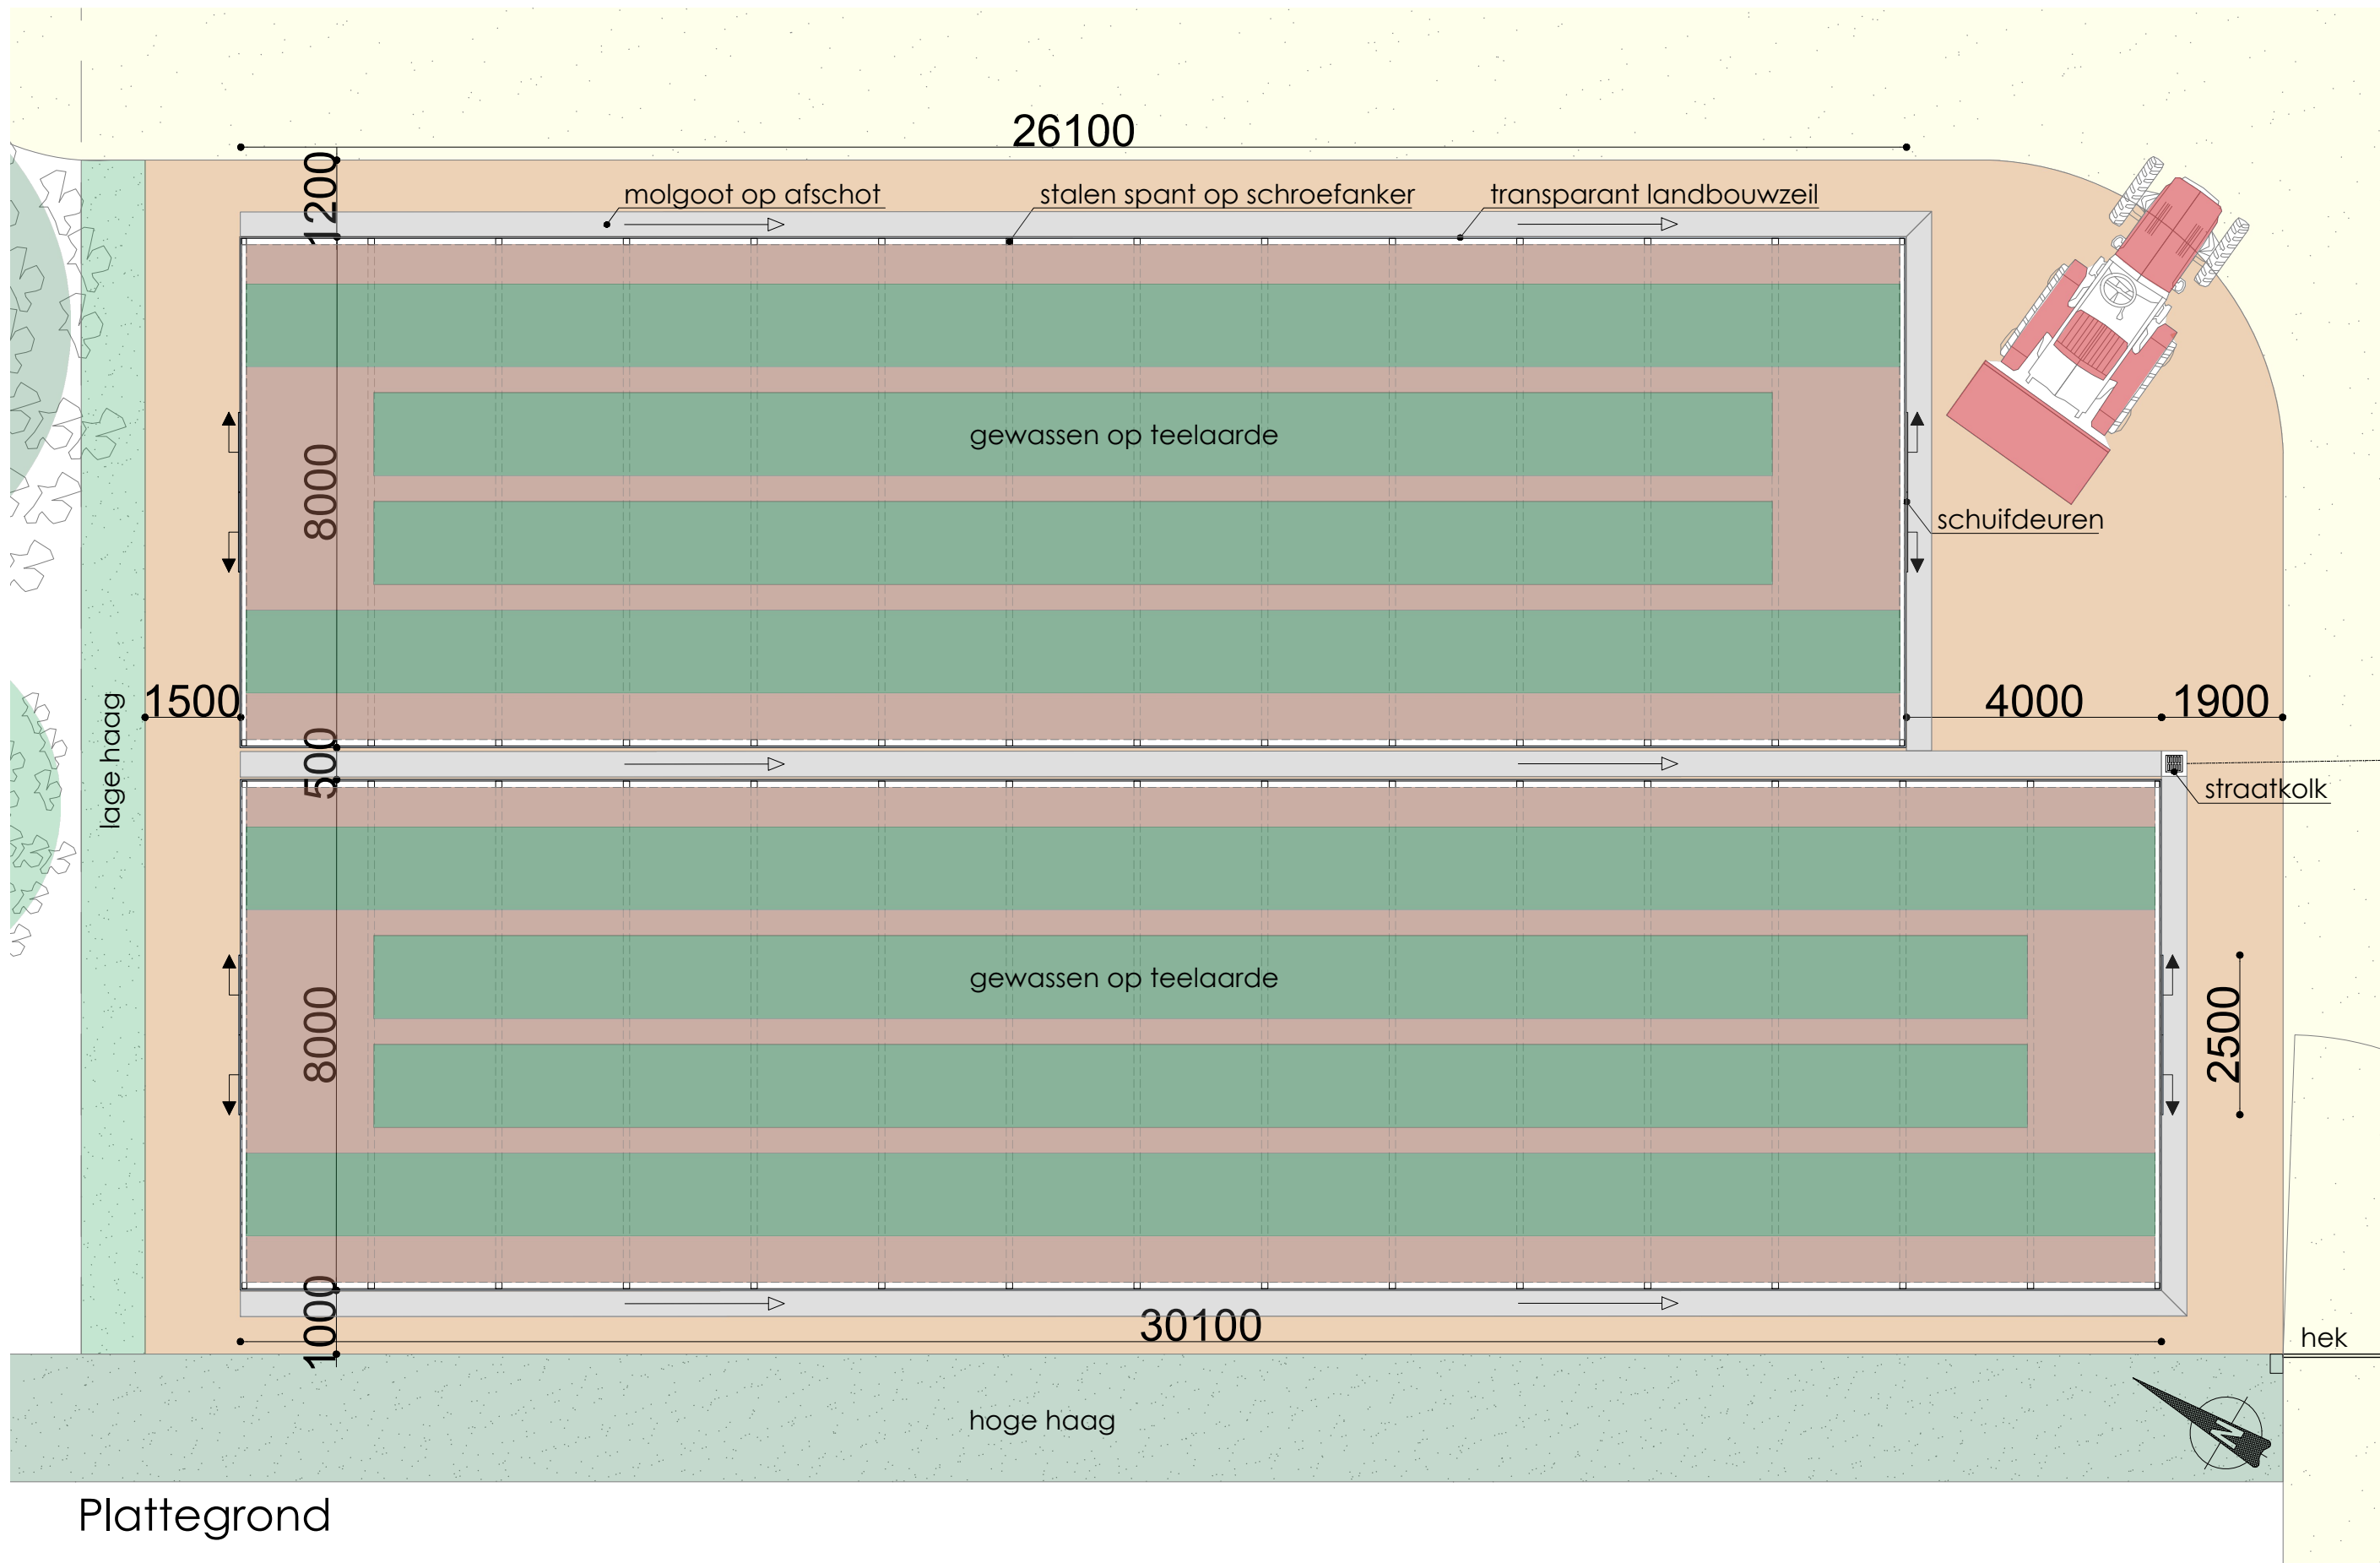 26100
1200
molgoot op afschot
stalen spant op schroefanker
transparant landbouwzeil
gewassen op teelaarde
8000
schuifdeuren
lage haag
1500
4000
1900
500
straatkolk
gewassen op teelaarde
8000
2500
1000
30100
hek
hoge haag
N
Plattegrond